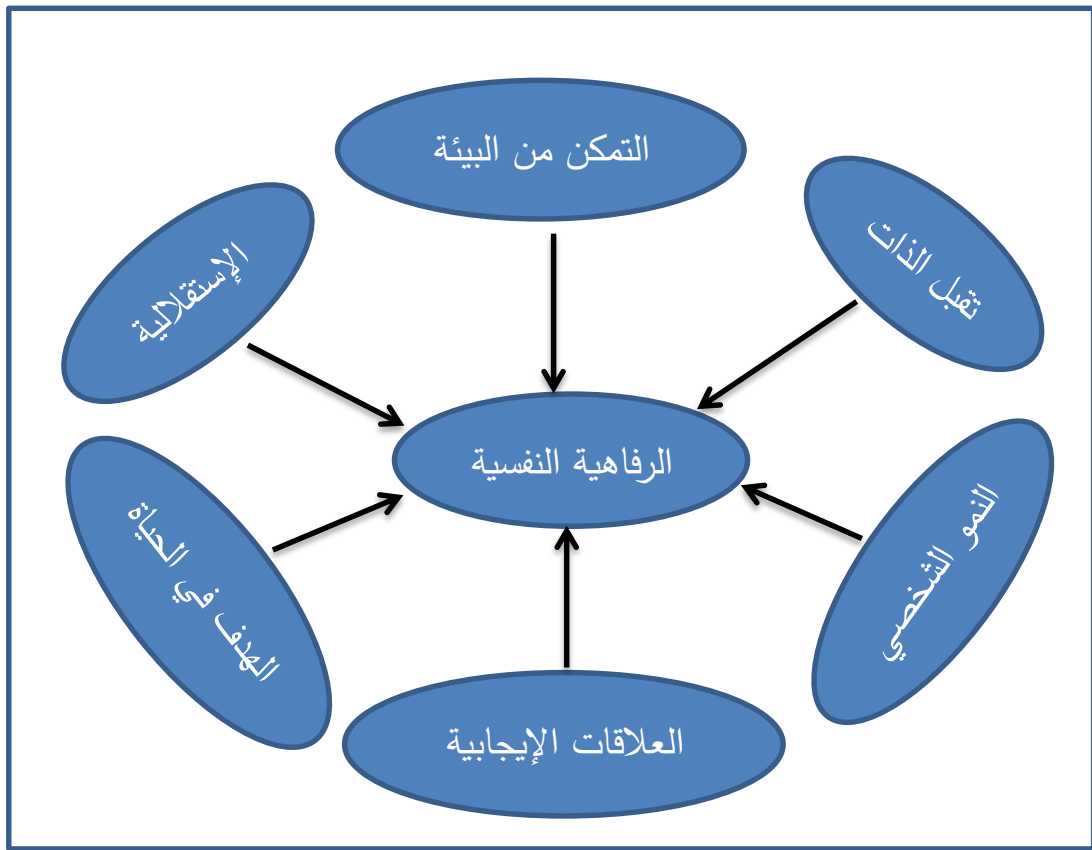 التمكن من البيئة
تقبل الذات
الإستقلالية
الرفاهية النفسية
النمو الشخصي
الهدف في الحياة
العلاقات الإيجابية